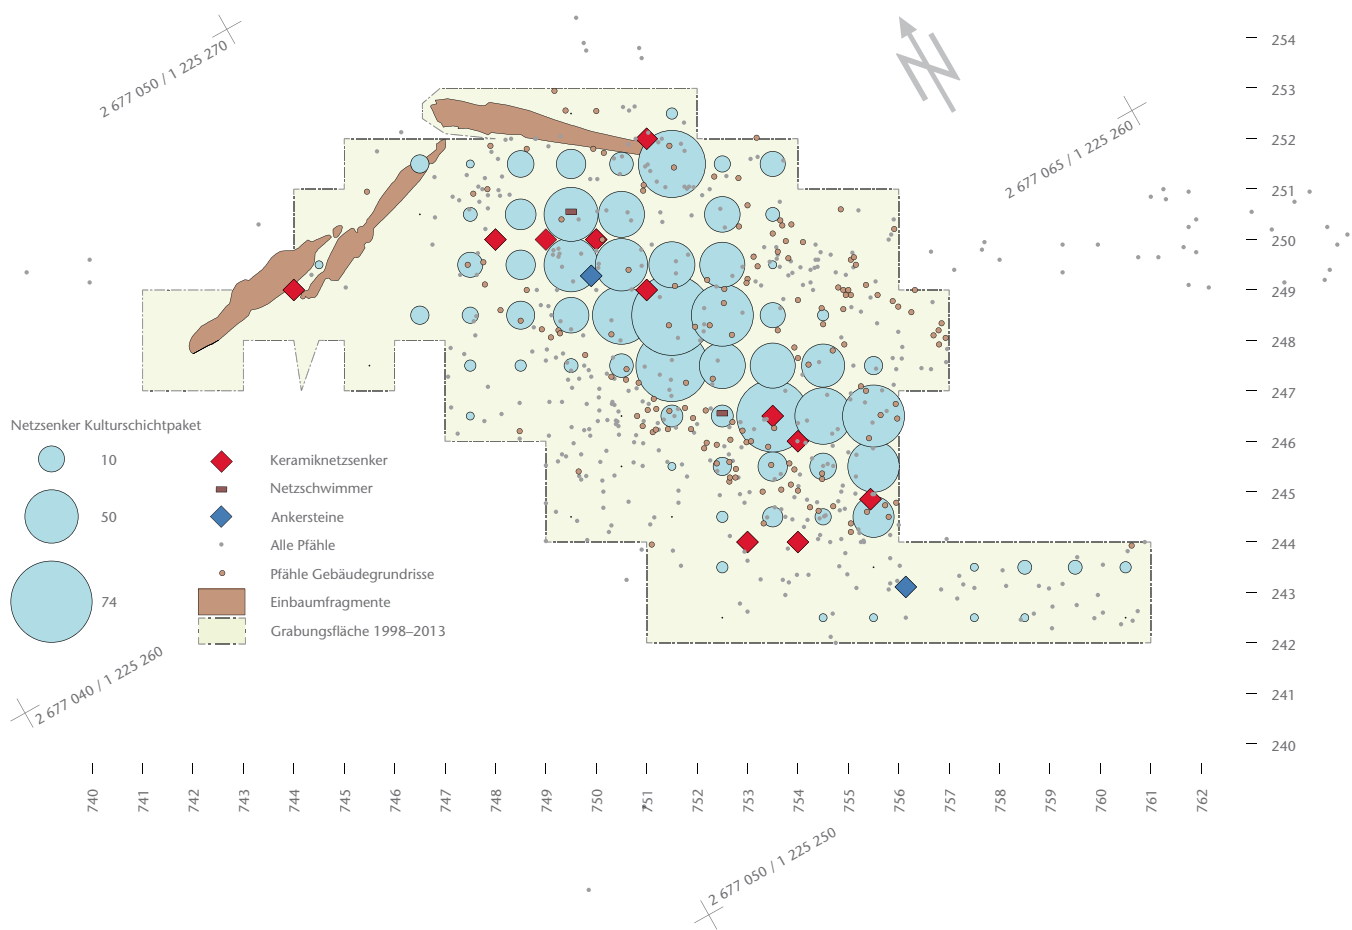 254
2 677 050 / 1 225 270
253
252
2 677 065 / 1 225 260
251
250
249
248
247
Netzsenker Kulturschichtpaket
246
10
Keramiknetzsenker
Netzschwimmer
245
50
Ankersteine
Alle Pfähle
244
Pfähle Gebäudegrundrisse
74
Einbaumfragmente
243
Grabungsfläche 1998–2013
242
2 677 040 / 1 225 260
241
240
740 741 742 743 744 745 746 747 748 749 750 751 752 753 754 755 756 757 758 759 760 761 762
2 677 050 / 1 225 250